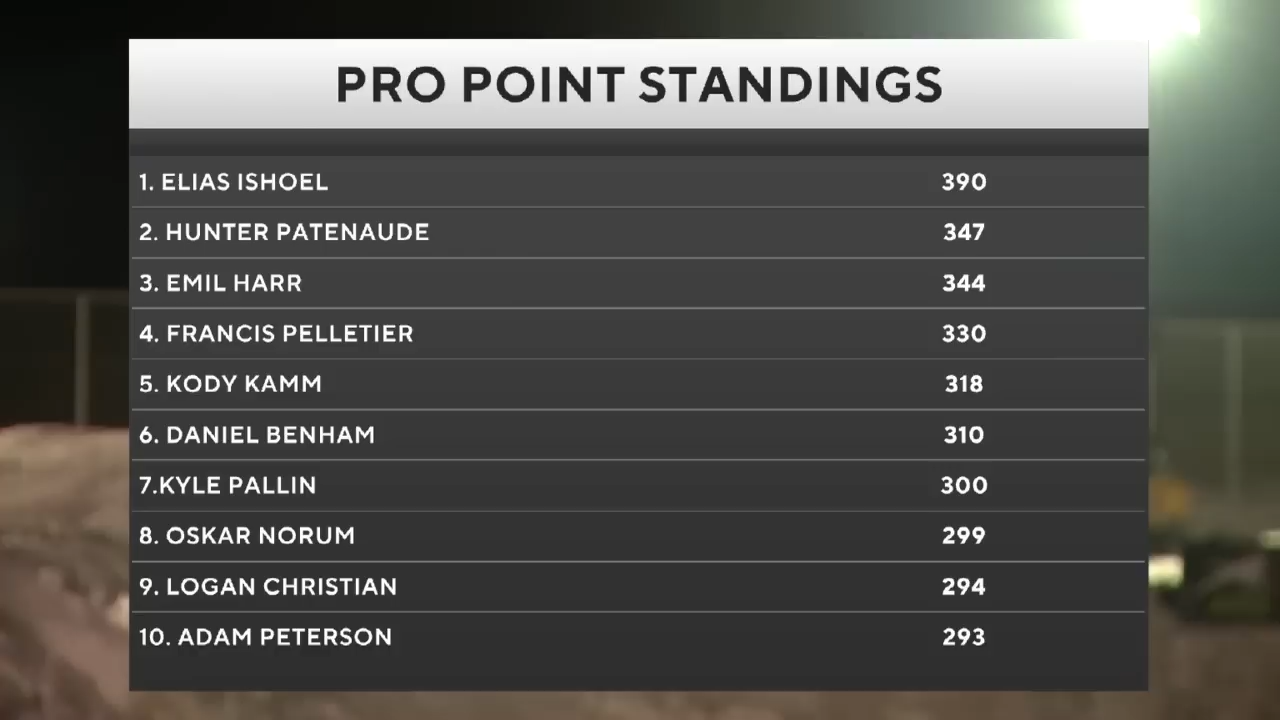 PRO POINT STANDINGS
1. ELIAS ISHOEL 390
2. HUNTER PATENAUDE 347
3. EMIL HARR 344
4. FRANCIS PELLETIER 330
5. KODY KAMM 318
6. DANIEL BENHAM 310
7.KYLE PALLIN 300
8. OSKAR NORUM 299
9. LOGAN CHRISTIAN 294
10. ADAM PETERSON 293